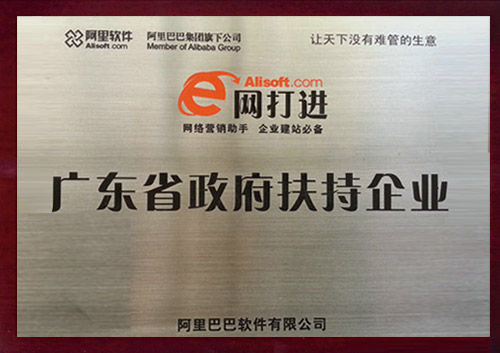 阿里软件 阿里巴巴集团旗下公司 让天下没有难管的生意
Alisoft.com Member of Alibaba Group
Alisoft.com
e网打进
网络营销助手 企业建站必备
广东省政府扶持企业
阿里巴巴软件有限公司